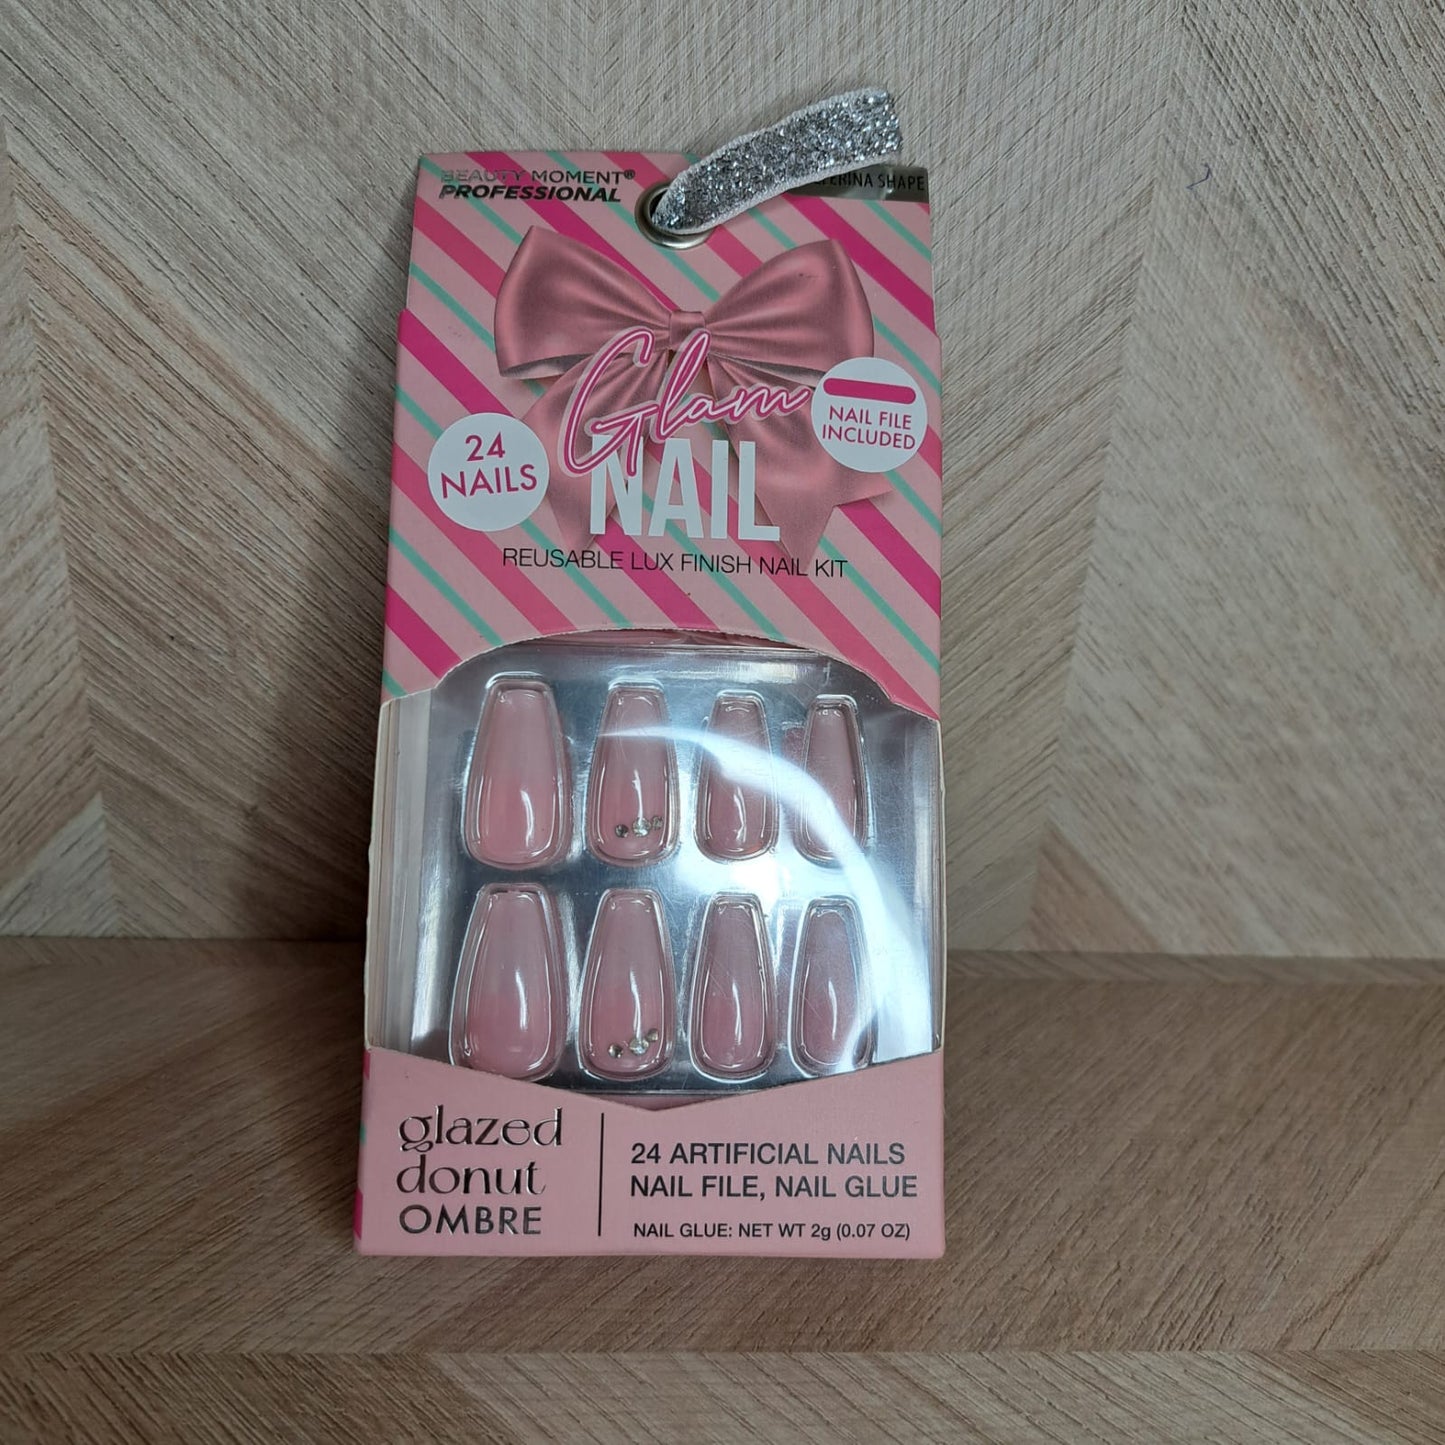 BEAUTY MOMENT®
PROFESSIONAL
SHAPE
Glam
NAIL
24
NAILS
NAIL FILE
INCLUDED
REUSABLE LUX FINISH NAIL KIT
glazed
donut
OMBRE
24 ARTIFICIAL NAILS
NAIL FILE, NAIL GLUE
NAIL GLUE: NET WT 2g (0.07 OZ)